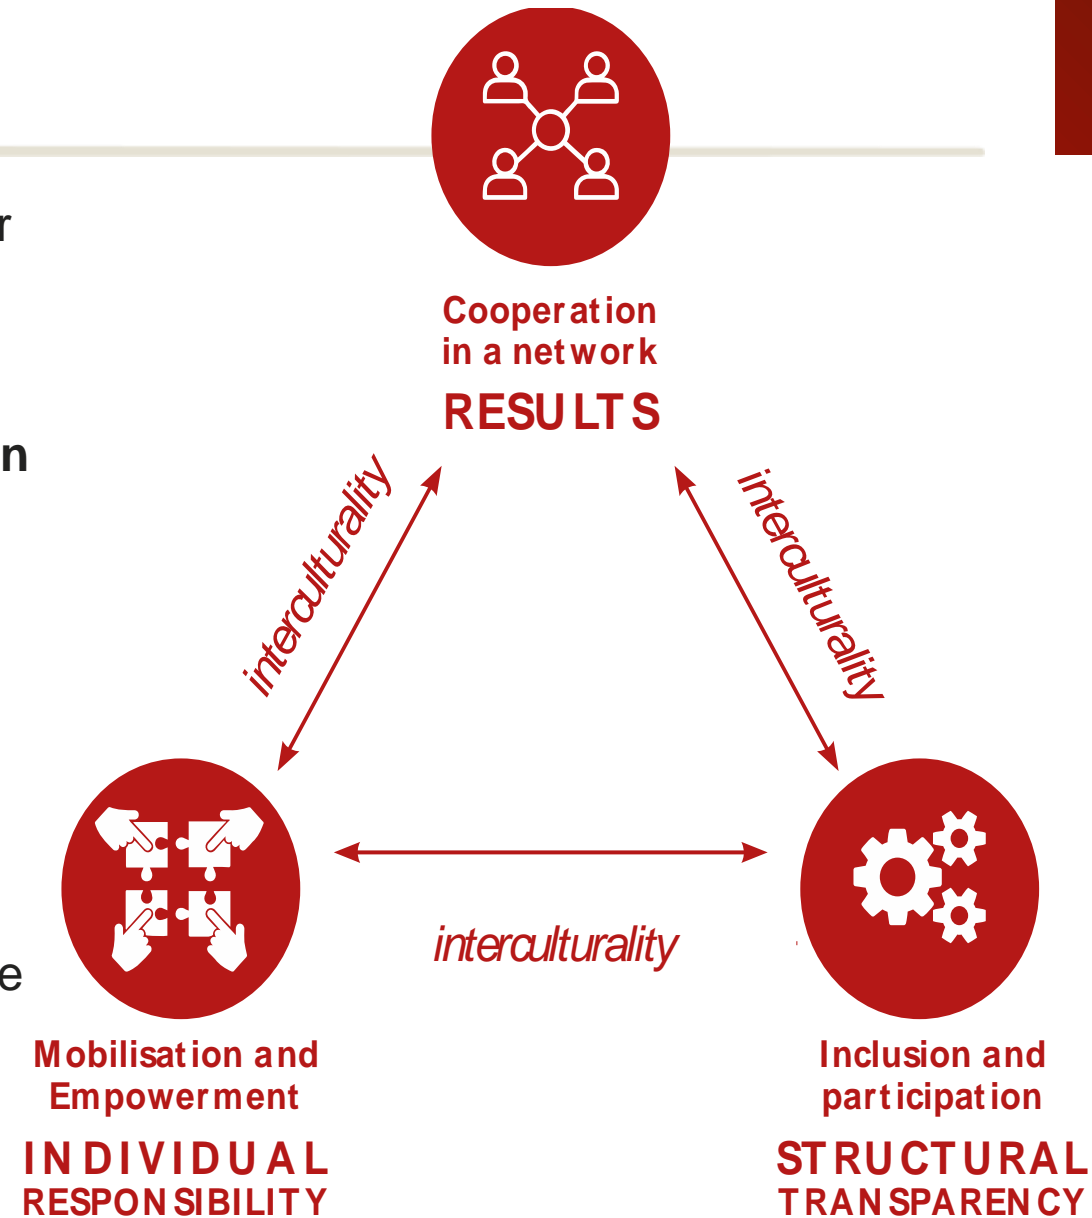 r
Cooperation
in a network
RESULTS
n
interculturality
interculturality
interculturality
e
Mobilisation and
Empowerment
INDIVIDUAL
RESPONSIBILITY
Inclusion and
participation
STRUCTURAL
TRANSPARENCY